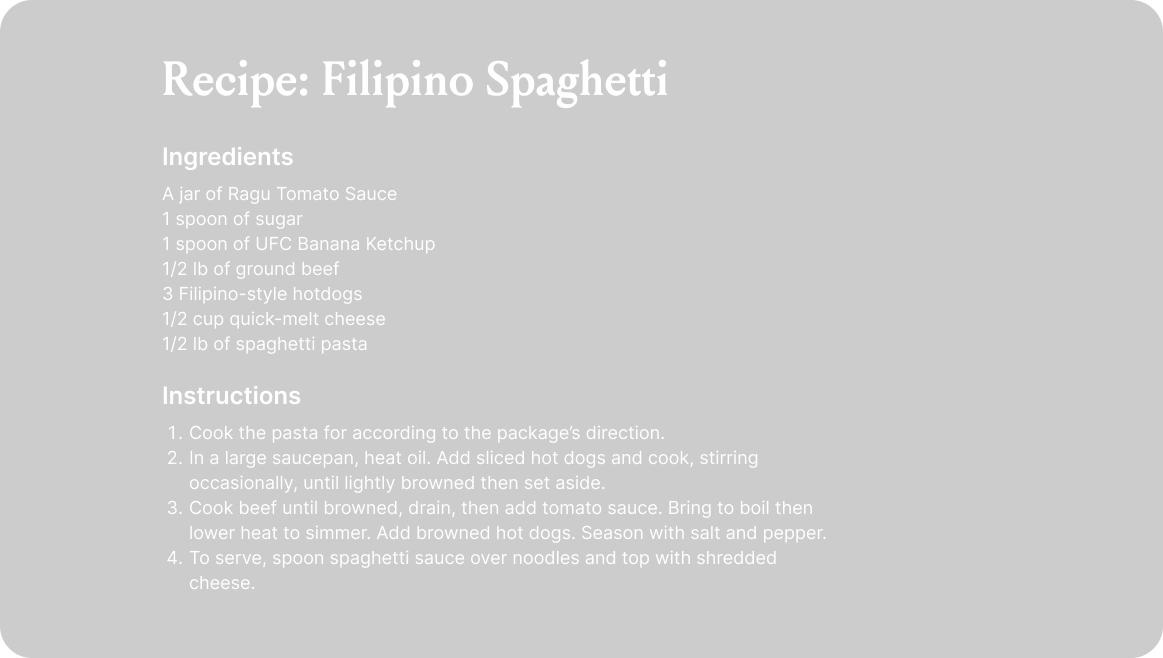 Recipe: Filipino Spaghetti
Ingredients
A jar of Ragu Tomato Sauce
1 spoon of sugar
1 spoon of UFC Banana Ketchup
1/2 lb of ground beef
3 Filipino-style hotdogs
1/2 cup quick-melt cheese
1/2 lb of spaghetti pasta
Instructions
1. Cook the pasta for according to the package’s direction.
2. In a large saucepan, heat oil. Add sliced hot dogs and cook, stirring
occasionally, until lightly browned then set aside.
3. Cook beef until browned, drain, then add tomato sauce. Bring to boil then
lower heat to simmer. Add browned hot dogs. Season with salt and pepper.
4. To serve, spoon spaghetti sauce over noodles and top with shredded
cheese.